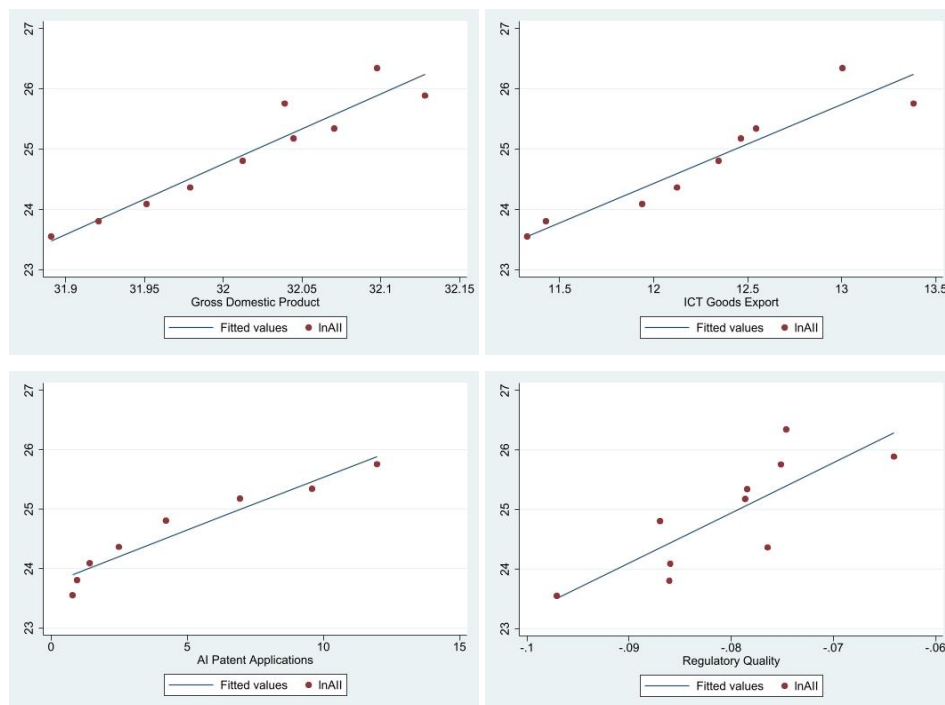 27
26
25
24
23
31.9 31.95 32 32.05 32.1 32.15
Gross Domestic Product
Fitted values lnAII
27
26
25
24
23
11.5 12 12.5 13 13.5
ICT Goods Export
Fitted values lnAII
27
26
25
24
23
0 5 10 15
AI Patent Applications
Fitted values lnAII
27
26
25
24
23
-.1 -.09 -.08 -.07 -.06
Regulatory Quality
Fitted values lnAII